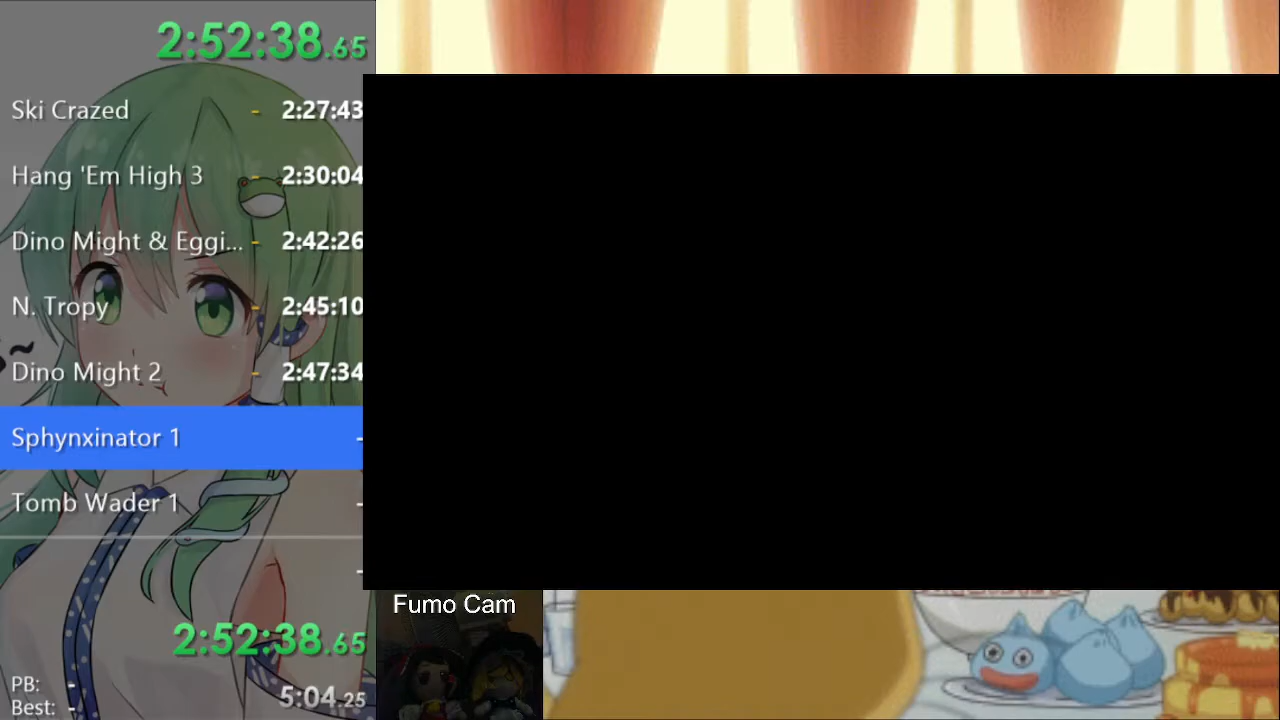 2:52:38.65
Ski Crazed - 2:27:43
Hang 'Em High 3 - 2:30:04
Dino Might & Eggi... - 2:42:26
N. Tropy - 2:45:10
Dino Might 2 - 2:47:34
Sphynxinator 1 -
Tomb Wader 1 -
-
2:52:38.65
PB: - 5:04.25
Best: -
Fumo Cam